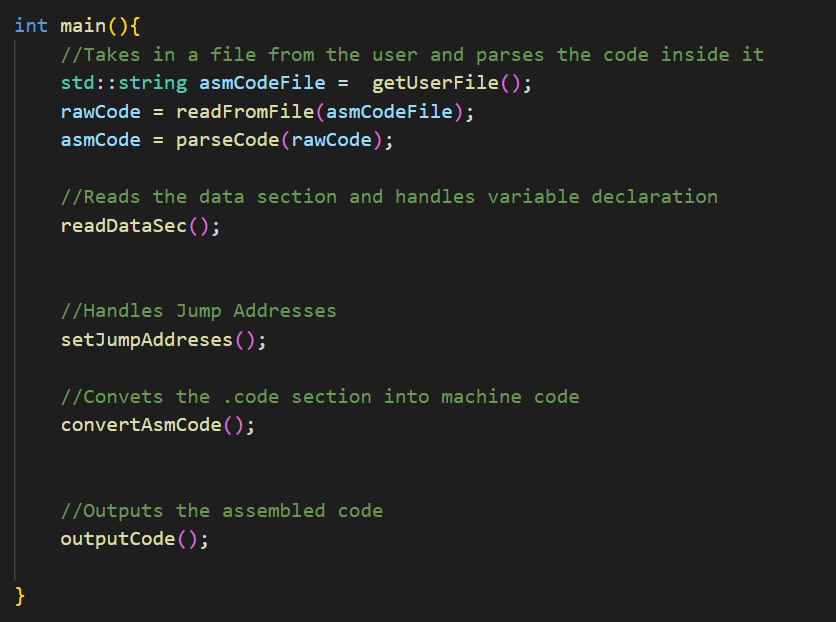 int main(){
    //Takes in a file from the user and parses the code inside it
    std::string asmCodeFile =  getUserFile();
    rawCode = readFromFile(asmCodeFile);
    asmCode = parseCode(rawCode);
    //Reads the data section and handles variable declaration
    readDataSec();
    //Handles Jump Addresses
    setJumpAddreses();
    //Convets the .code section into machine code
    convertAsmCode();
    //Outputs the assembled code
    outputCode();
}